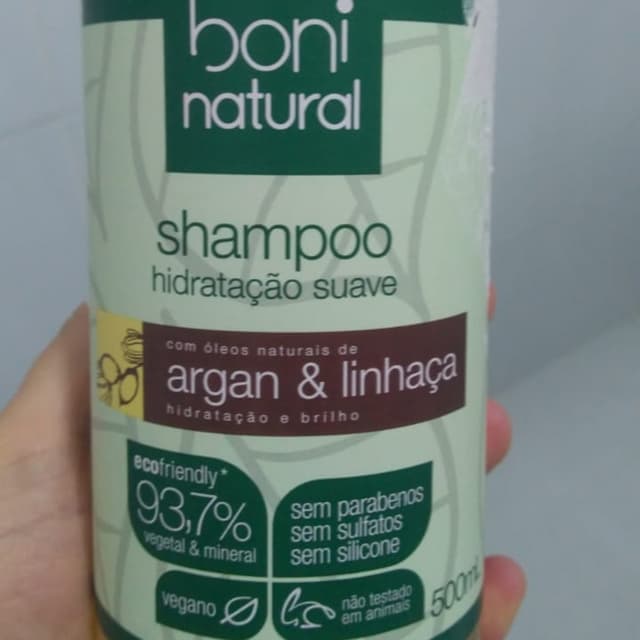 boni
natural
shampoo
hidratação suave
com óleos naturais de
argan & linhaça
hidratação e brilho
ecofriendly*
93,7%
vegetal & mineral
sem parabenos
sem sulfatos
sem silicone
vegano
não testado
em animais
500mL